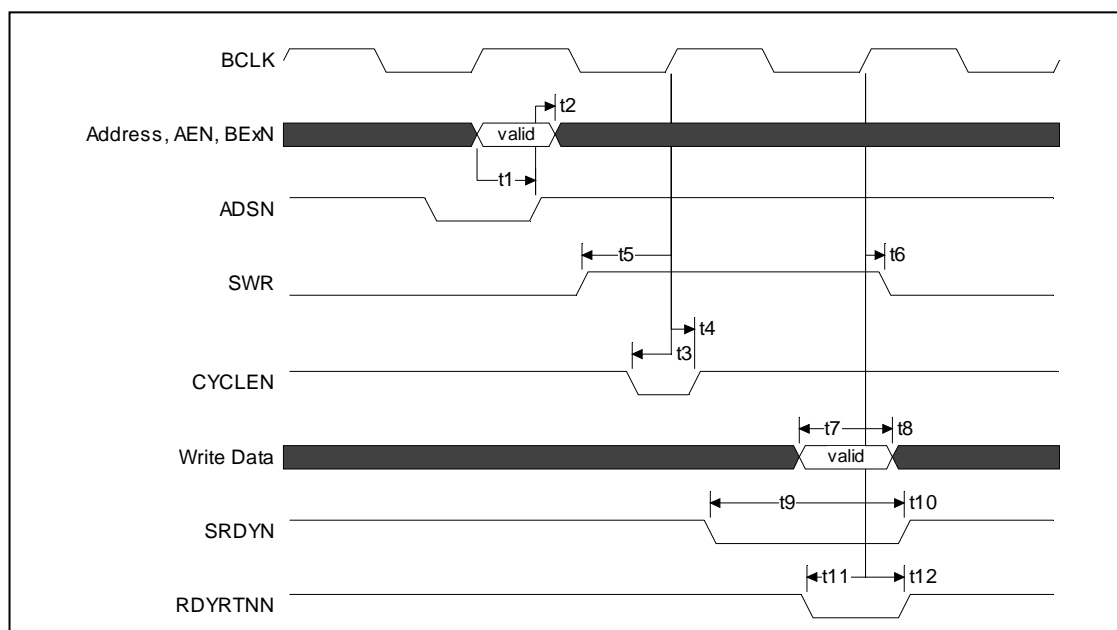 BCLK
t2
Address, AEN, BExN
valid
t1
ADSN
t5
t6
SWR
t4
t3
CYCLEN
t7
t8
Write Data
valid
t9
t10
SRDYN
t11
t12
RDYRTNN